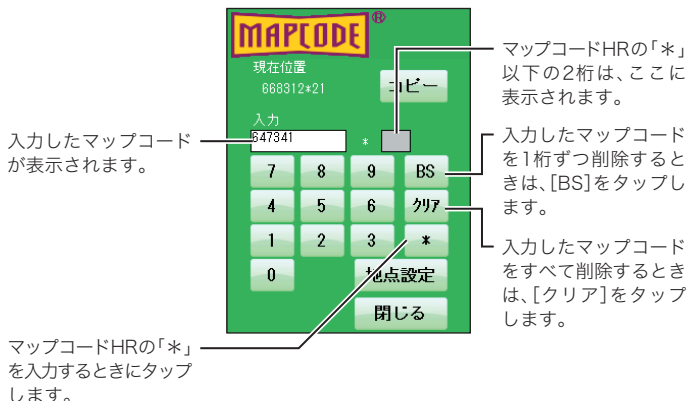 MAPCODE®
現在位置
668312*21
コピー
入力
647341
*
7 8 9 BS
4 5 6 クリア
1 2 3 *
0 地点設定
閉じる
入力したマップコード
が表示されます。
マップコードHRの「*」
を入力するときにタップ
します。
マップコードHRの「*」
以下の2桁は、ここに
表示されます。
入力したマップコード
を1桁ずつ削除すると
きは、[BS]をタップし
ます。
入力したマップコード
をすべて削除するとき
は、[クリア]をタップ
します。